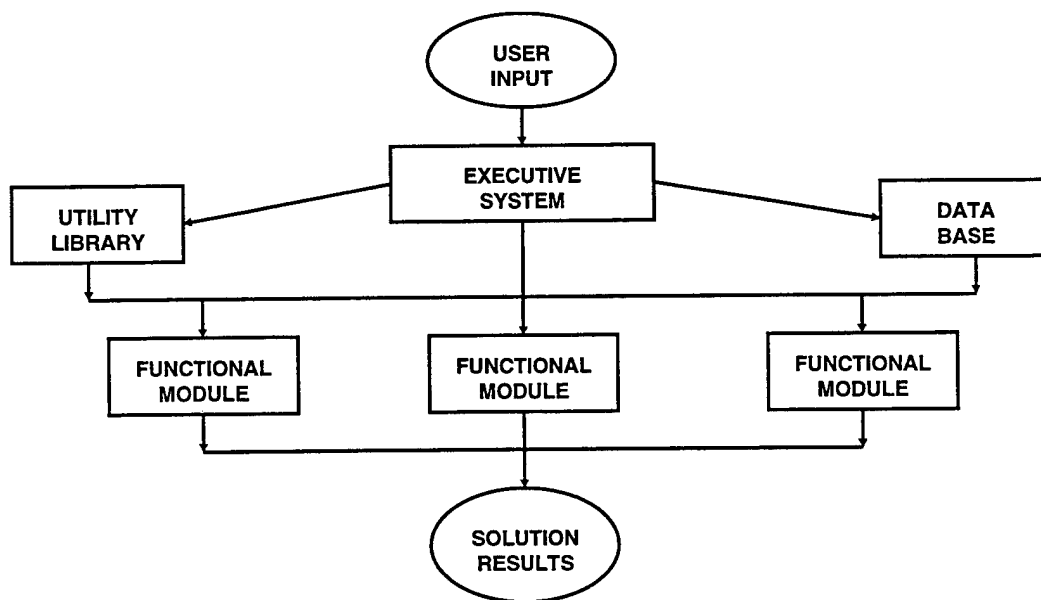 USER
INPUT
EXECUTIVE
SYSTEM
UTILITY
LIBRARY
DATA
BASE
FUNCTIONAL
MODULE
FUNCTIONAL
MODULE
FUNCTIONAL
MODULE
SOLUTION
RESULTS